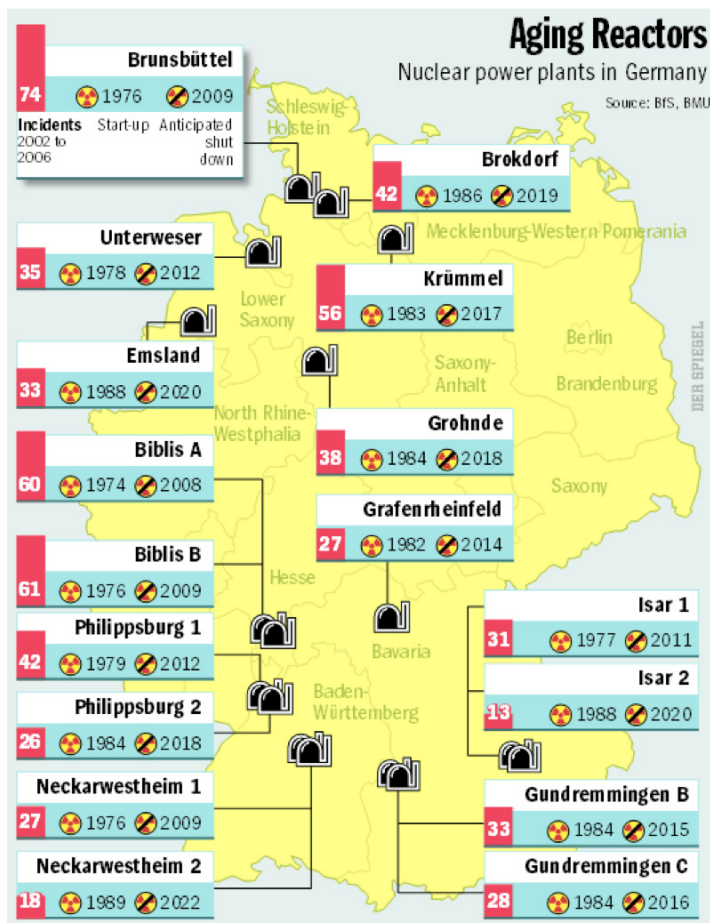 Aging Reactors
Nuclear power plants in Germany
Source: BfS, BMU
Brunsbüttel
74 1976 2009
Incidents 2002 to 2006
Start-up
Anticipated shut down
Schleswig-
Holstein
Brokdorf
42 1986 2019
Mecklenburg-Western Pomerania
Unterweser
35 1978 2012
Krümmel
56 1983 2017
Lower
Saxony
Berlin
Brandenburg
Saxony-
Anhalt
DER SPIEGEL
Emsland
33 1988 2020
North Rhine-
Westphalia
Grohnde
38 1984 2018
Biblis A
60 1974 2008
Saxony
Grafenrheinfeld
27 1982 2014
Biblis B
61 1976 2009
Hesse
Isar 1
31 1977 2011
Philippsburg 1
42 1979 2012
Bavaria
Isar 2
13 1988 2020
Baden-
Württemberg
Philippsburg 2
26 1984 2018
Neckarwestheim 1
27 1976 2009
Gundremmingen B
33 1984 2015
Neckarwestheim 2
18 1989 2022
Gundremmingen C
28 1984 2016